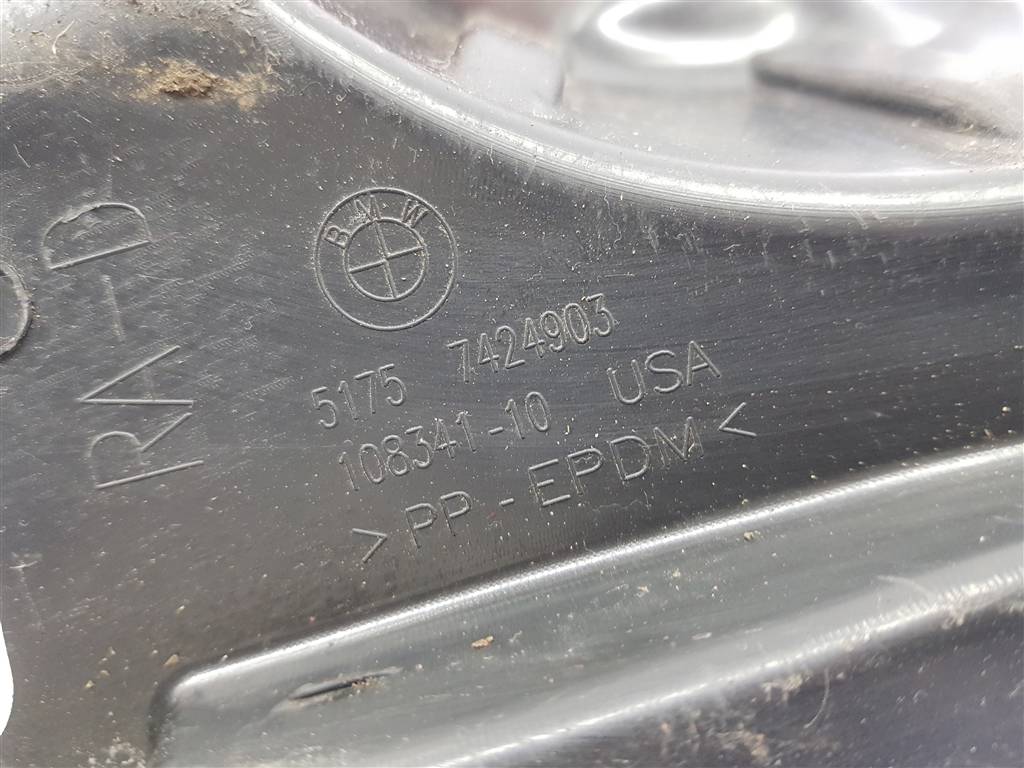 BMW
5175 7424903
108341-10 USA
>PP-EPDM<
RA-D